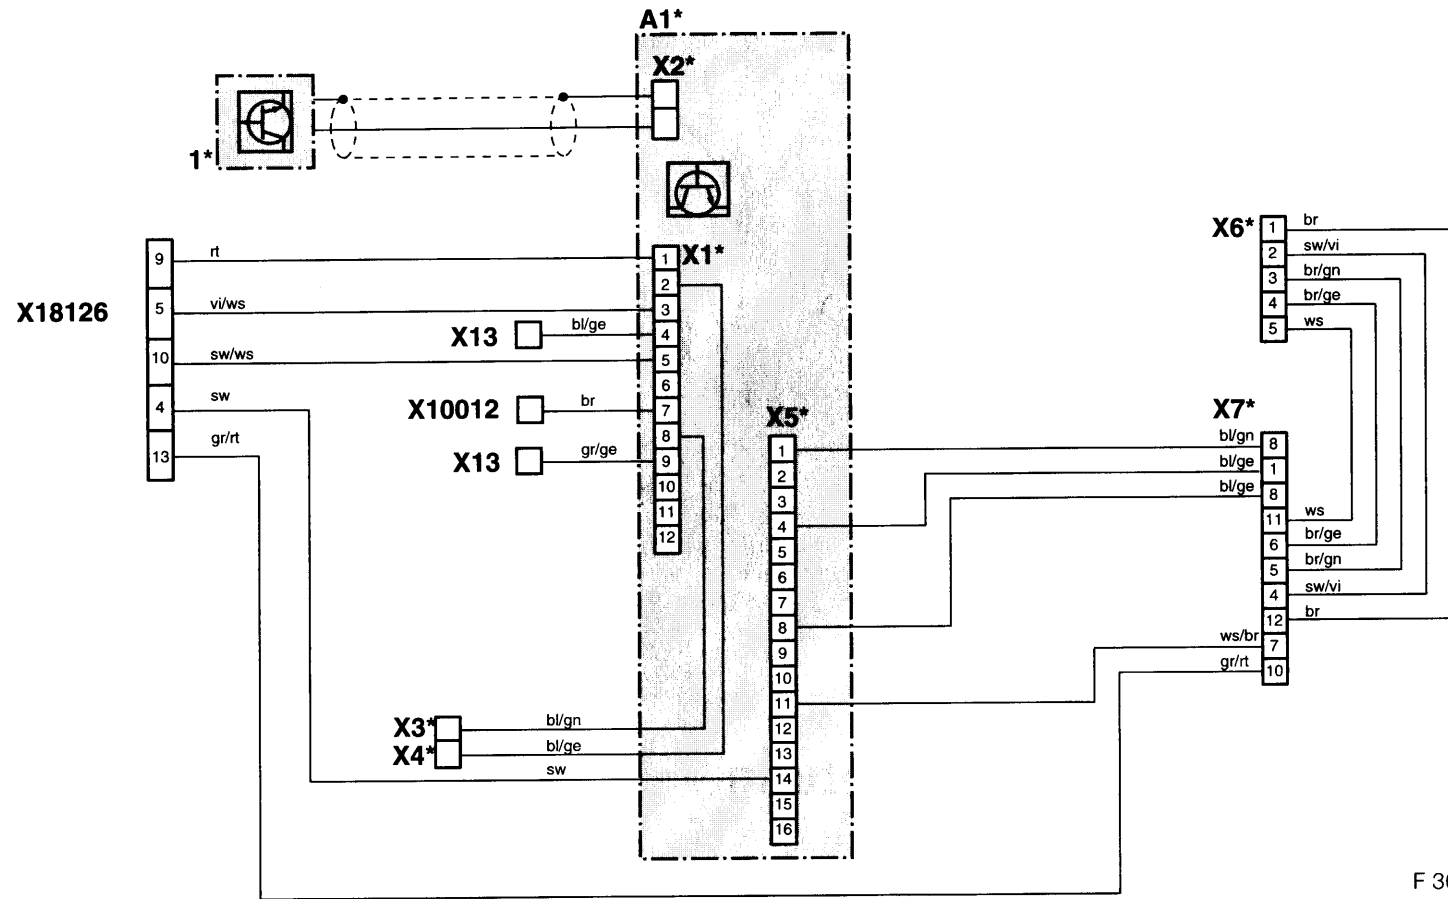 A1*
X2*
1*
X18126
9 rt
5 vi/ws
10 sw/ws
4 sw
13 gr/rt
X1*
1
2
3
4
5
6
7
8
9
10
11
12
X13 bl/ge
X10012 br
X13 gr/ge
X3* bl/gn
X4* bl/ge
sw
X5*
1
2
3
4
5
6
7
8
9
10
11
12
13
14
15
16
X6*
1 br
2 sw/vi
3 br/gn
4 br/ge
5 ws
X7*
bl/gn 8
bl/ge 1
bl/ge 8
11 ws
6 br/ge
5 br/gn
4 sw/vi
12 br
ws/br 7
gr/rt 10